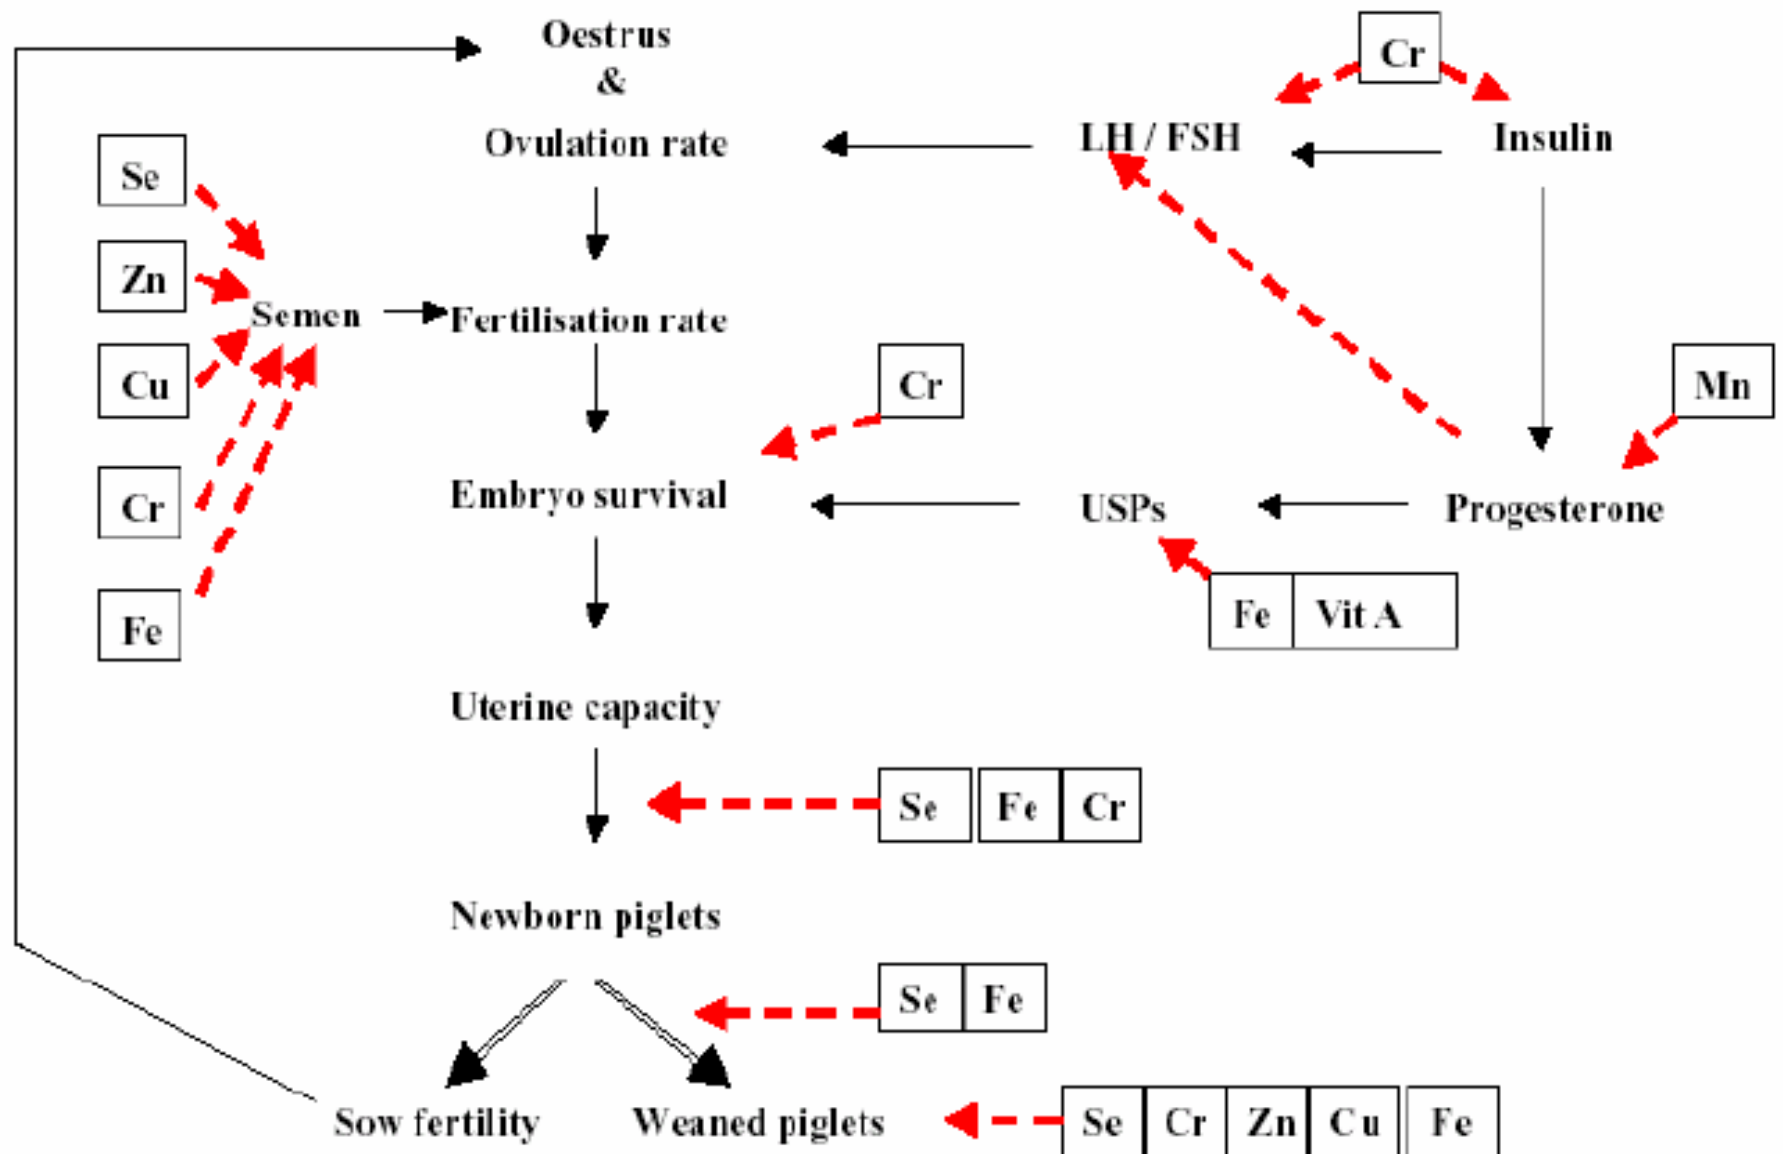 Oestrus
&
Ovulation rate
Cr
LH / FSH
Insulin
Se
Zn
Cu
Cr
Fe
Semen
Fertilisation rate
Cr
Mn
Embryo survival
USPs
Progesterone
Fe Vit A
Uterine capacity
Se Fe Cr
Newborn piglets
Se Fe
Sow fertility
Weaned piglets
Se Cr Zn Cu Fe